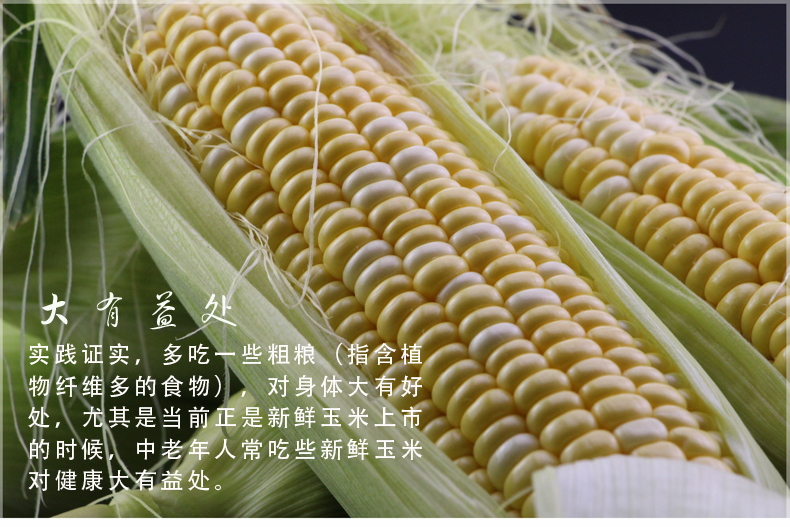 大有益处
实践证实，多吃一些粗粮（指含植
物纤维多的食物），对身体大有好
处，尤其是当前正是新鲜玉米上市
的时候，中老年人常吃些新鲜玉米
对健康大有益处。